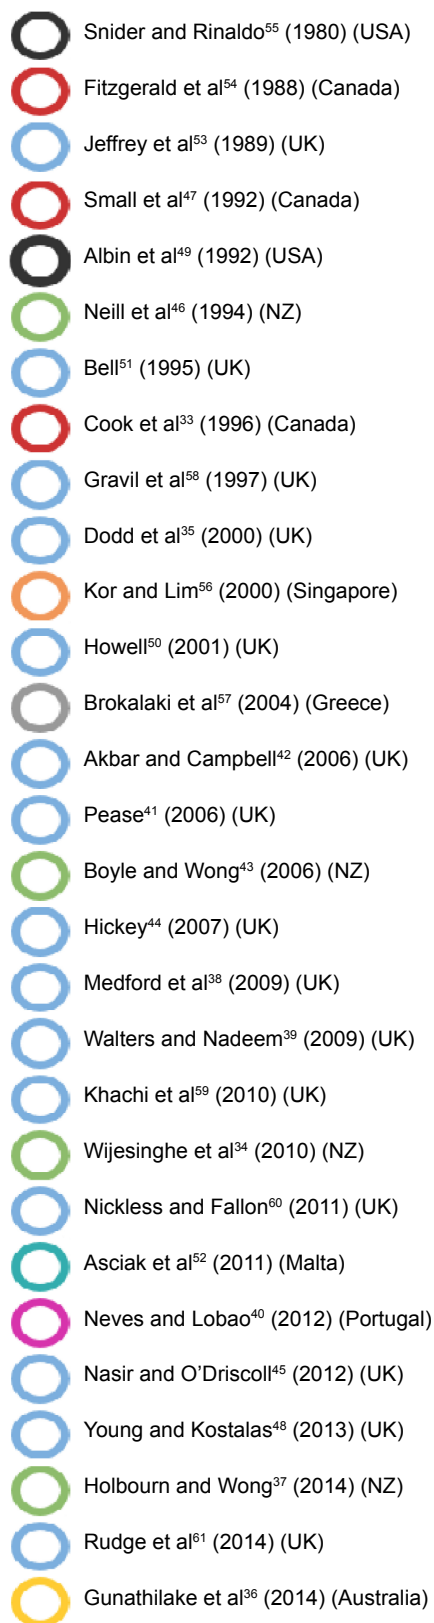 Snider and Rinaldo⁵⁵ (1980) (USA)
Fitzgerald et al⁵⁴ (1988) (Canada)
Jeffrey et al⁵³ (1989) (UK)
Small et al⁴⁷ (1992) (Canada)
Albin et al⁴⁹ (1992) (USA)
Neill et al⁴⁶ (1994) (NZ)
Bell⁵¹ (1995) (UK)
Cook et al³³ (1996) (Canada)
Gravil et al⁵⁸ (1997) (UK)
Dodd et al³⁵ (2000) (UK)
Kor and Lim⁵⁶ (2000) (Singapore)
Howell⁵⁰ (2001) (UK)
Brokalaki et al⁵⁷ (2004) (Greece)
Akbar and Campbell⁴² (2006) (UK)
Pease⁴¹ (2006) (UK)
Boyle and Wong⁴³ (2006) (NZ)
Hickey⁴⁴ (2007) (UK)
Medford et al³⁸ (2009) (UK)
Walters and Nadeem³⁹ (2009) (UK)
Khachi et al⁵⁹ (2010) (UK)
Wijesinghe et al³⁴ (2010) (NZ)
Nickless and Fallon⁶⁰ (2011) (UK)
Asciak et al⁵² (2011) (Malta)
Neves and Lobao⁴⁰ (2012) (Portugal)
Nasir and O’Driscoll⁴⁵ (2012) (UK)
Young and Kostalas⁴⁸ (2013) (UK)
Holbourn and Wong³⁷ (2014) (NZ)
Rudge et al⁶¹ (2014) (UK)
Gunathilake et al³⁶ (2014) (Australia)